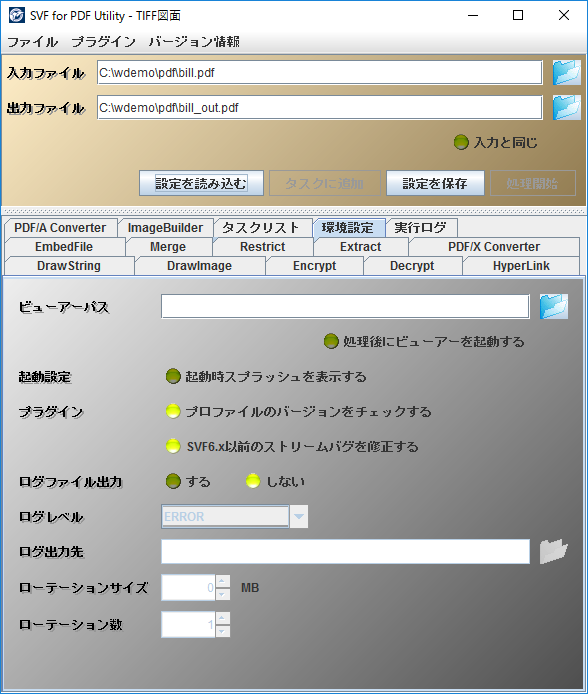 SVF for PDF Utility - TIFF図面
ファイル プラグイン バージョン情報
入力ファイル C:\wdemo\pdf\bill.pdf
出力ファイル C:\wdemo\pdf\bill_out.pdf
入力と同じ
設定を読み込む タスクに追加 設定を保存 処理開始
PDF/A Converter ImageBuilder タスクリスト 環境設定 実行ログ
EmbedFile Merge Restrict Extract PDF/X Converter
DrawString DrawImage Encrypt Decrypt HyperLink
ビューアーパス
処理後にビューアーを起動する
起動設定 起動時スプラッシュを表示する
プラグイン プロファイルのバージョンをチェックする
SVF6.x以前のストリームバグを修正する
ログファイル出力 する しない
ログレベル ERROR
ログ出力先
ローテーションサイズ 0 MB
ローテーション数 1